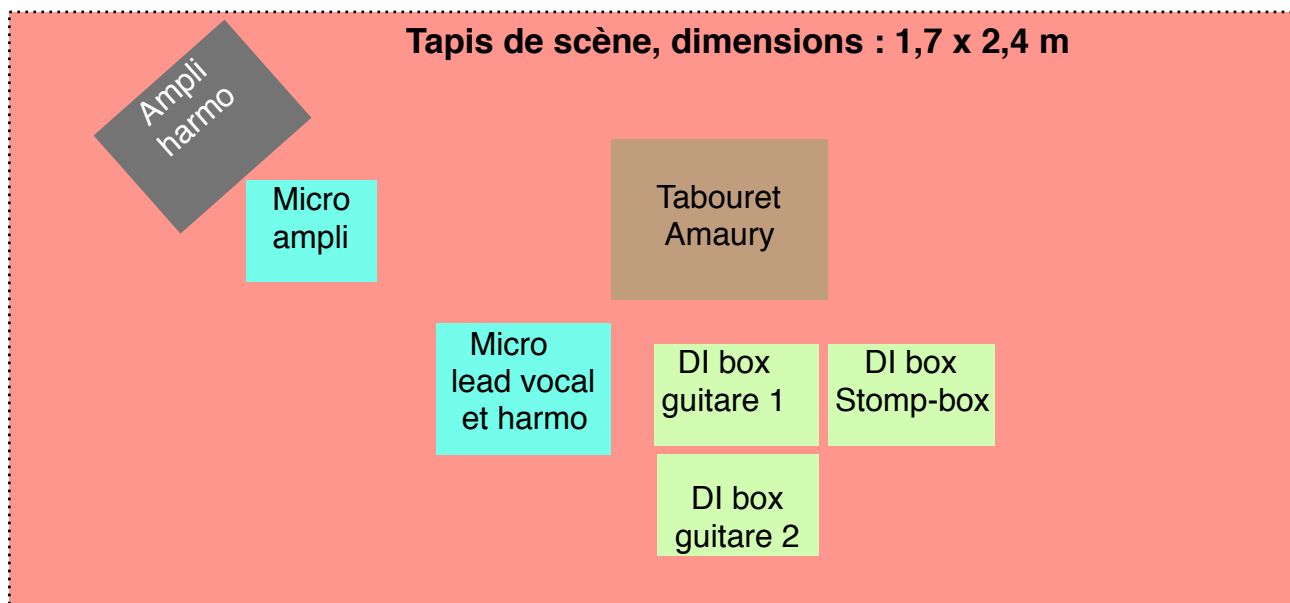 Tapis de scène, dimensions : 1,7 x 2,4 m
Ampli
harmo
Micro
ampli
Tabouret
Amaury
Micro
lead vocal
et harmo
DI box
guitare 1
DI box
Stomp-box
DI box
guitare 2